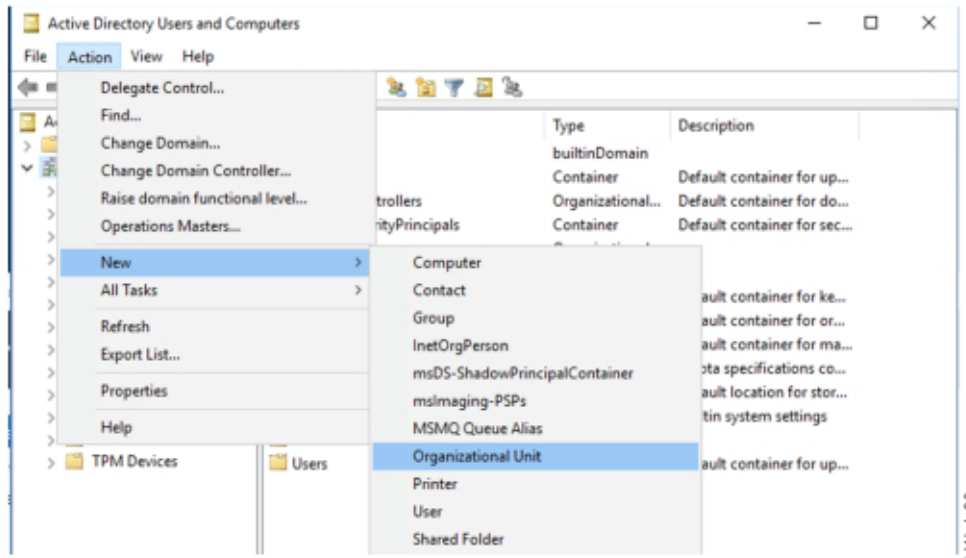 Active Directory Users and Computers
File Action View Help
Delegate Control...
Find...
Change Domain...
Change Domain Controller...
Raise domain functional level...
Operations Masters...
New
All Tasks
Refresh
Export List...
Properties
Help
TPM Devices
Type Description
builtinDomain
Container Default container for up...
trollers Organizational... Default container for do...
rityPrincipals Container Default container for sec...
Computer
Contact
Group
InetOrgPerson
msDS-ShadowPrincipalContainer
msImaging-PSPs
MSMQ Queue Alias
Organizational Unit
Printer
User
Shared Folder
ault container for ke...
ault container for or...
ault container for ma...
ota specifications co...
ault location for stor...
tin system settings
Users
ault container for up...